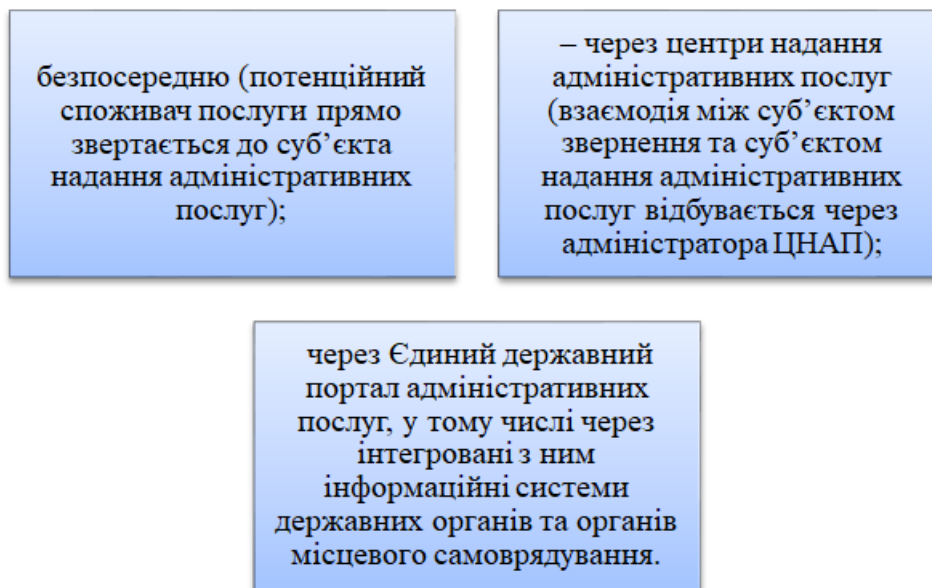 безпосередню (потенційний
споживач послуги прямо
звертається до суб’єкта
надання адміністративних
послуг);
– через центри надання
адміністративних послуг
(взаємодія між суб’єктом
звернення та суб’єктом
надання адміністративних
послуг відбувається через
адміністратора ЦНАП);
через Єдиний державний
портал адміністративних
послуг, у тому числі через
інтегровані з ним
інформаційні системи
державних органів та органів
місцевого самоврядування.